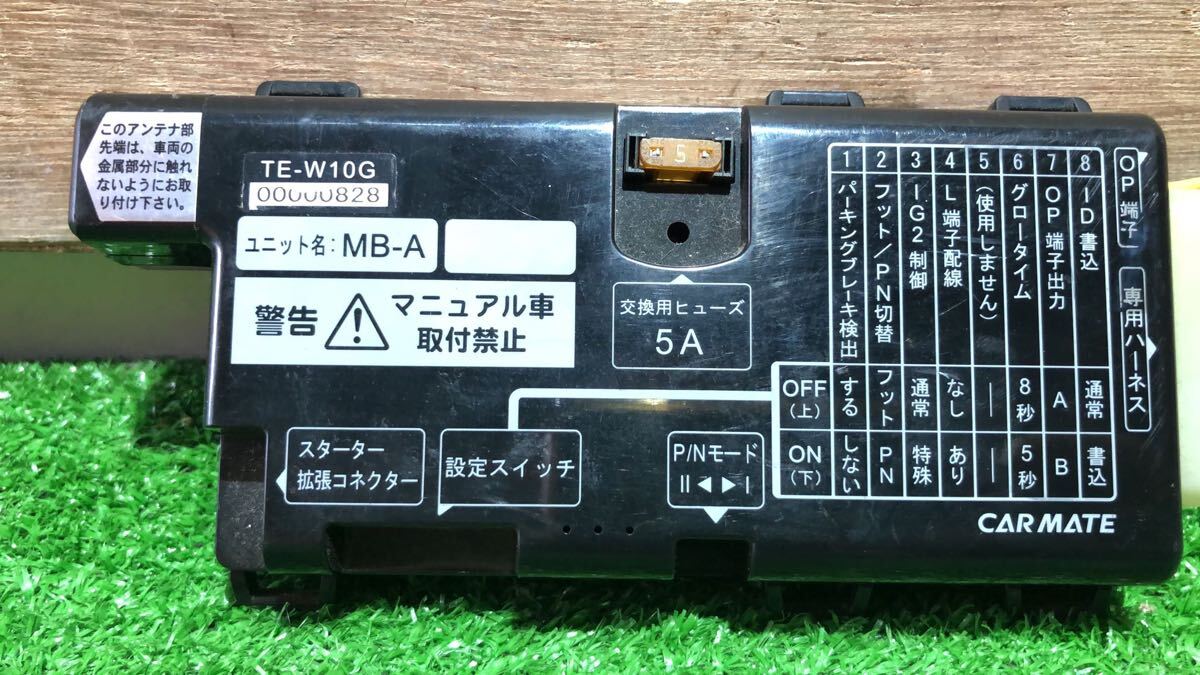 このアンテナ部
先端は、車両の
金属部分に触れ
ないようにお取
り付け下さい。
TE-W10G
00000828
ユニット名：MB-A
警告
マニュアル車
取付禁止
5
交換用ヒューズ
5A
スターター
拡張コネクター
設定スイッチ
P/Nモード
II◀▶I
1 パーキングブレーキ検出
2 フット／PN切替
3 IG2制御
4 L端子配線
5 (使用しません)
6 グロータイム
7 OP端子出力
8 ID書込
OFF
(上)
する
フット
通常
なし
―
8秒
A
通常
ON
(下)
しない
PN
特殊
あり
―
5秒
B
書込
OP端子
専用ハーネス
CARMATE